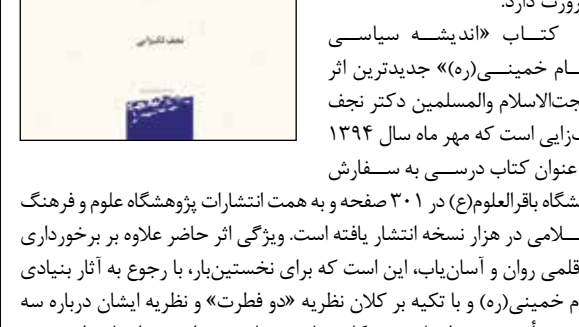 ضرورت دارد.
نجف لک‌زایی
کتاب «اندیشه سیاسی
امام خمینی(ره)» جدیدترین اثر
حجت‌الاسلام والمسلمین دکتر نجف
لک‌زایی است که مهر ماه سال ۱۳۹۴
عنوان کتاب درسی به سفارش
دانشگاه باقرالعلوم(ع) در ۳۰۱ صفحه و به همت انتشارات پژوهشگاه علوم و فرهنگ
اسلامی در هزار نسخه انتشار یافته است. ویژگی اثر حاضر علاوه بر برخورداری
قلمی روان و آسان‌یاب، این است که برای نخستین‌بار، با رجوع به آثار بنیادی
امام خمینی(ره) و با تکیه بر کلان نظریه «دو فطرت» و نظریه ایشان درباره سه